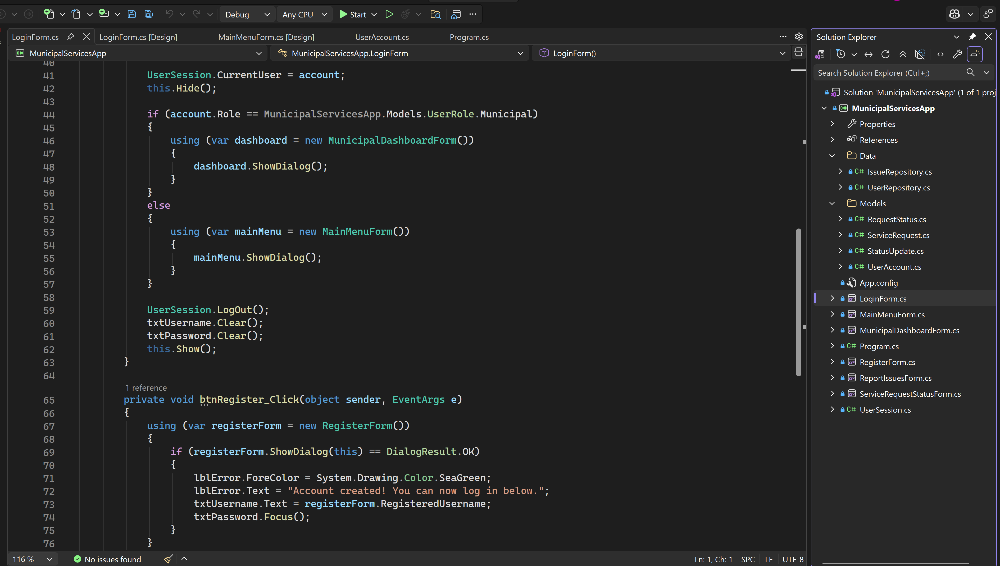 Debug Any CPU Start
LoginForm.cs LoginForm.cs [Design] MainMenuForm.cs [Design] UserAccount.cs Program.cs
MunicipalServicesApp MunicipalServicesApp.LoginForm LoginForm()
40
41 UserSession.CurrentUser = account;
42 this.Hide();
43
44 if (account.Role == MunicipalServicesApp.Models.UserRole.Municipal)
45 {
46 using (var dashboard = new MunicipalDashboardForm())
47 {
48 dashboard.ShowDialog();
49 }
50 }
51 else
52 {
53 using (var mainMenu = new MainMenuForm())
54 {
55 mainMenu.ShowDialog();
56 }
57 }
58
59 UserSession.LogOut();
60 txtUsername.Clear();
61 txtPassword.Clear();
62 this.Show();
63 }
64
1 reference
65 private void btnRegister_Click(object sender, EventArgs e)
66 {
67 using (var registerForm = new RegisterForm())
68 {
69 if (registerForm.ShowDialog(this) == DialogResult.OK)
70 {
71 lblError.ForeColor = System.Drawing.Color.SeaGreen;
72 lblError.Text = "Account created! You can now log in below.";
73 txtUsername.Text = registerForm.RegisteredUsername;
74 txtPassword.Focus();
75 }
76 }
116 % No issues found Ln: 1, Ch: 1 SPC LF UTF-8
Solution Explorer
Search Solution Explorer (Ctrl+;)
Solution 'MunicipalServicesApp' (1 of 1 proj
C# MunicipalServicesApp
Properties
References
Data
C# IssueRepository.cs
C# UserRepository.cs
Models
C# RequestStatus.cs
C# ServiceRequest.cs
C# StatusUpdate.cs
C# UserAccount.cs
App.config
LoginForm.cs
MainMenuForm.cs
MunicipalDashboardForm.cs
C# Program.cs
RegisterForm.cs
ReportIssuesForm.cs
ServiceRequestStatusForm.cs
C# UserSession.cs